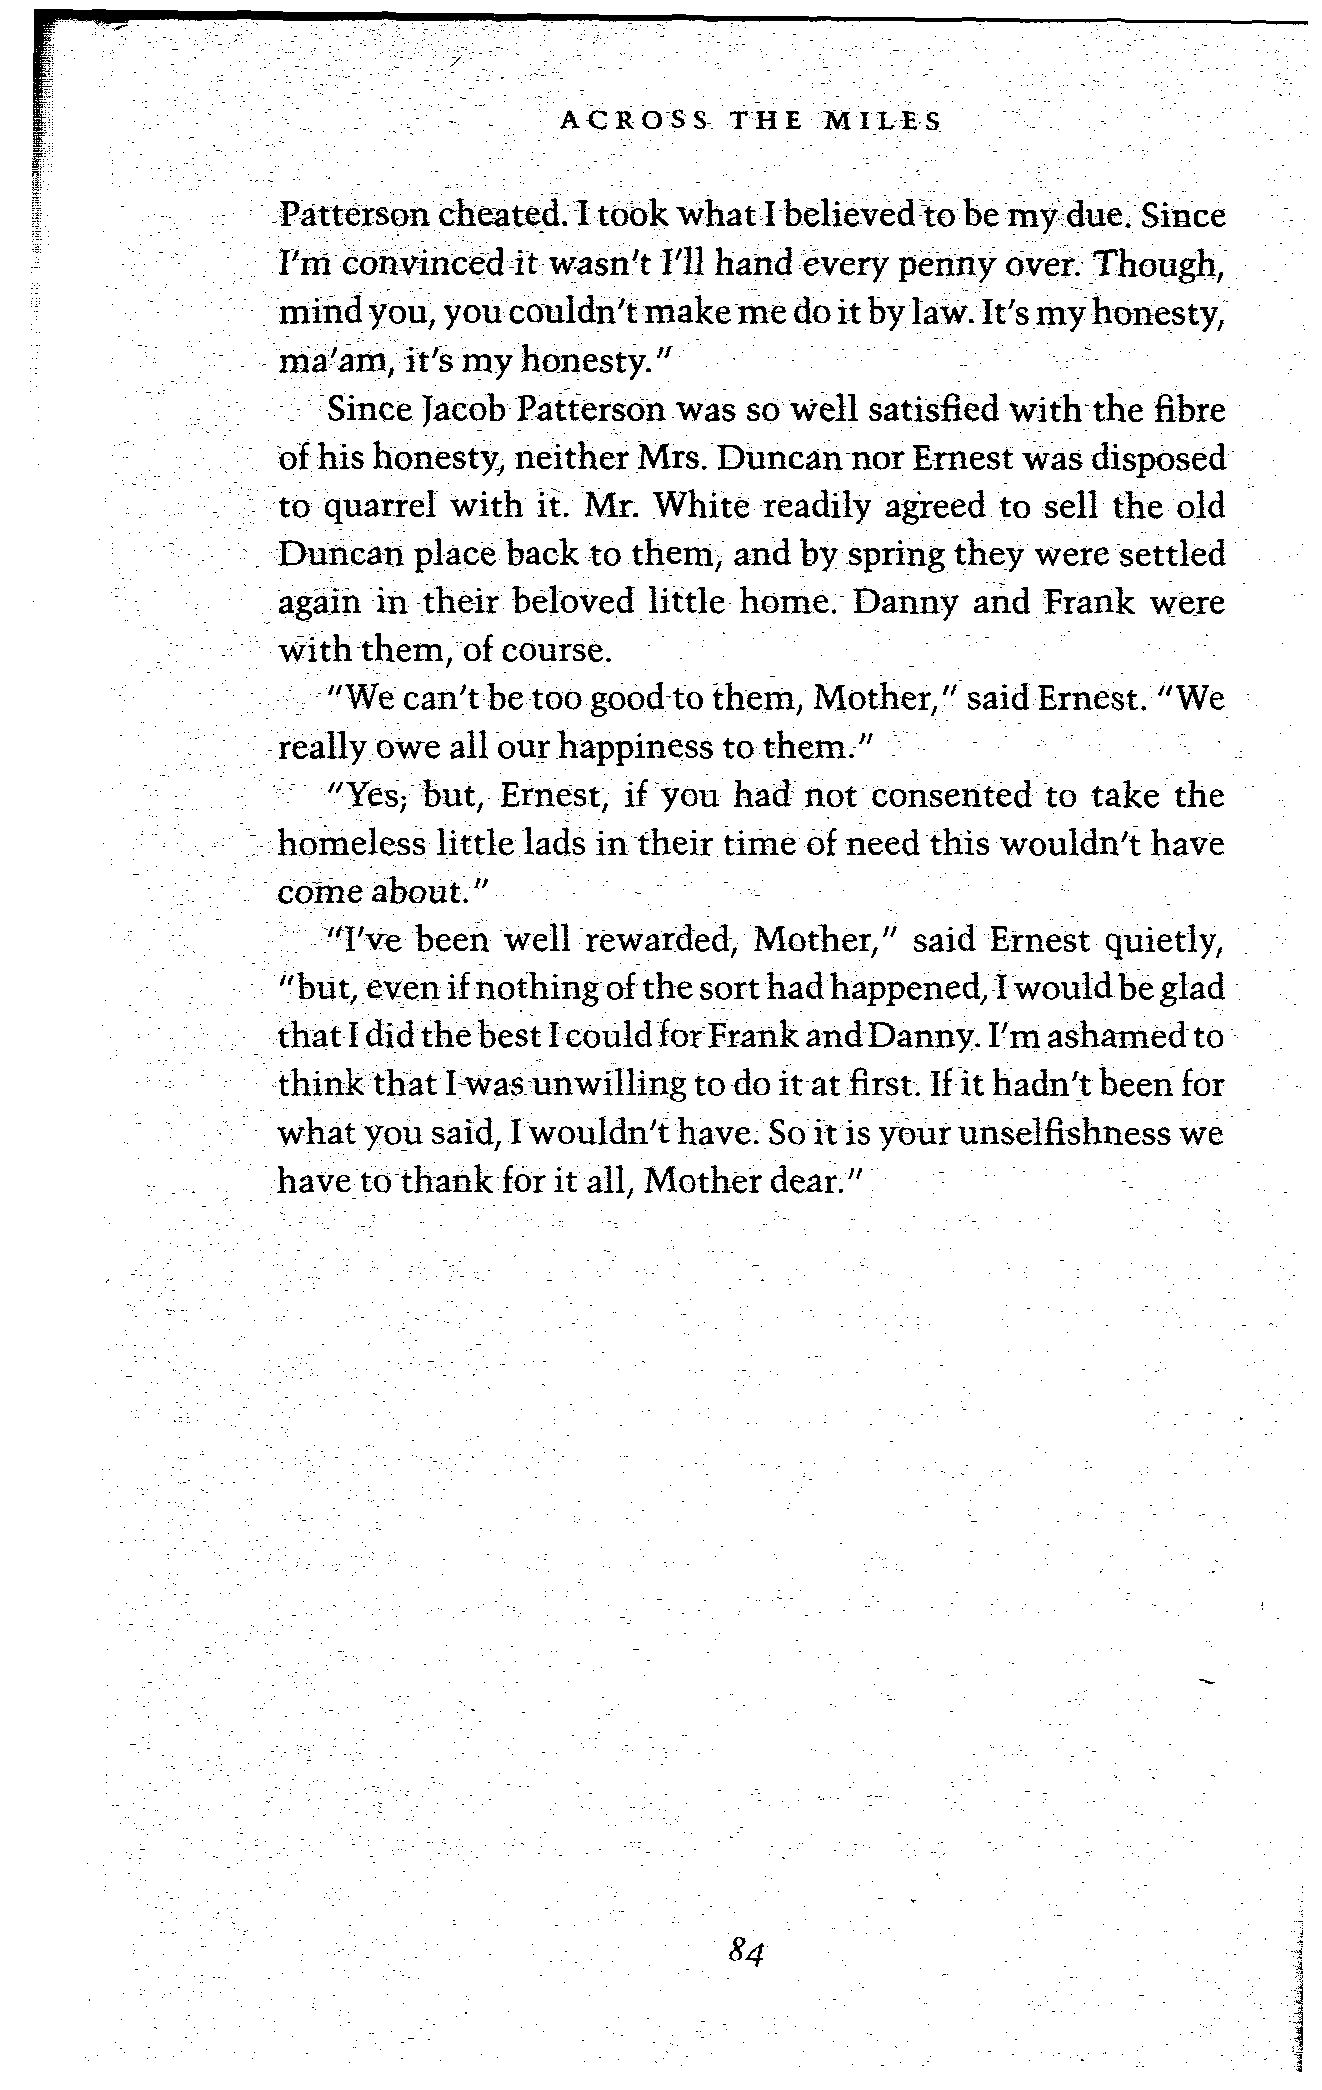 ACROSS THE MILES
Patterson cheated. I took what I believed to be my due. Since
I'm convinced it wasn't I'll hand every penny over. Though,
mind you, you couldn't make me do it by law. It's my honesty,
ma'am, it's my honesty."
Since Jacob Patterson was so well satisfied with the fibre
of his honesty, neither Mrs. Duncan nor Ernest was disposed
to quarrel with it. Mr. White readily agreed to sell the old
Duncan place back to them, and by spring they were settled
again in their beloved little home. Danny and Frank were
with them, of course.
"We can't be too good to them, Mother," said Ernest. "We
really owe all our happiness to them."
"Yes, but, Ernest, if you had not consented to take the
homeless little lads in their time of need this wouldn't have
come about."
"I've been well rewarded, Mother," said Ernest quietly,
"but, even if nothing of the sort had happened, I would be glad
that I did the best I could for Frank and Danny. I'm ashamed to
think that I was unwilling to do it at first. If it hadn't been for
what you said, I wouldn't have. So it is your unselfishness we
have to thank for it all, Mother dear."
84